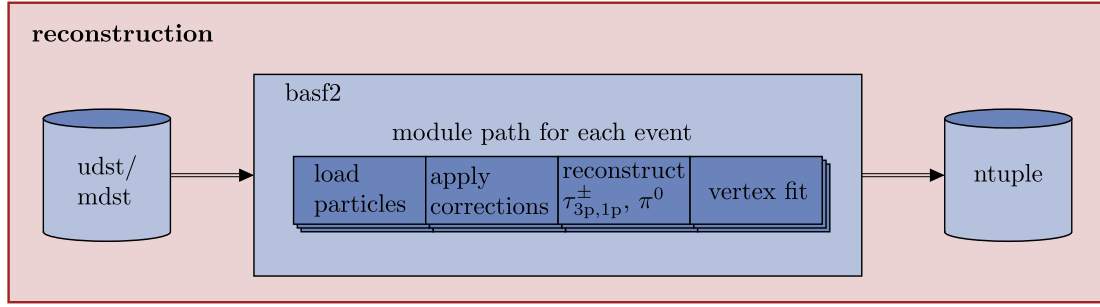 reconstruction
basf2
module path for each event
udst/
mdst
load
particles
apply
corrections
reconstruct
τ±3p,1p, π0
vertex fit
ntuple